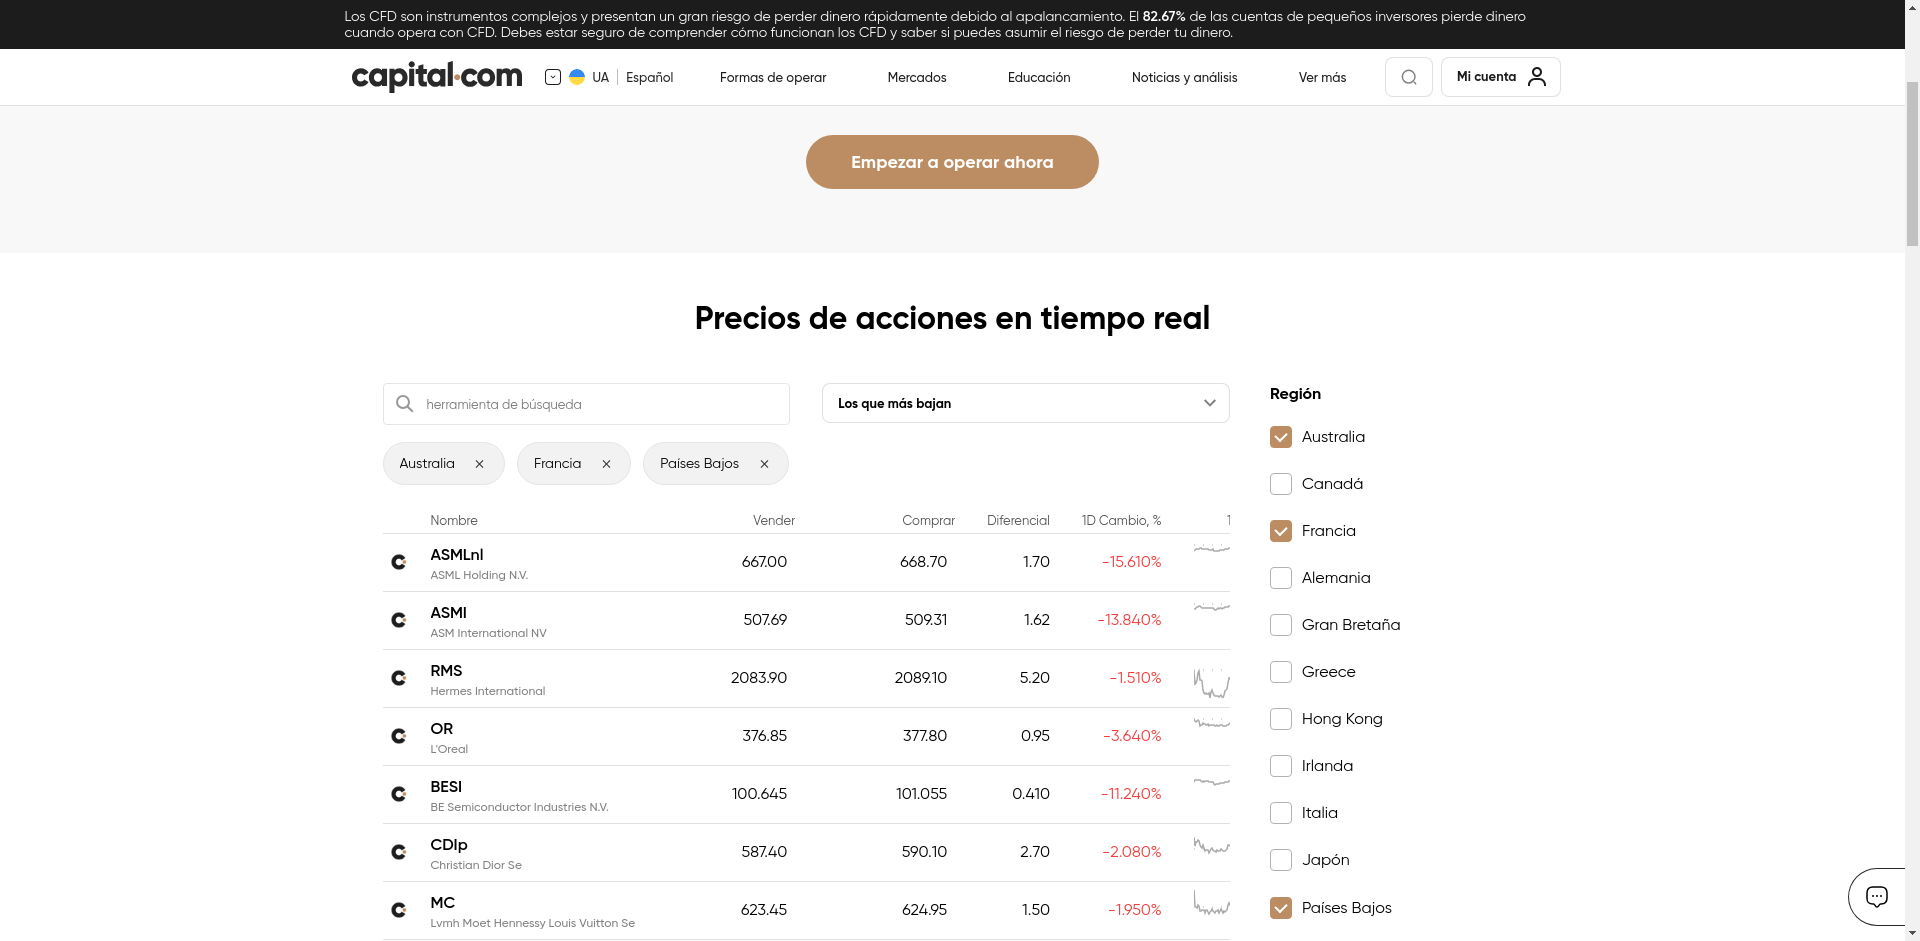 Los CFD son instrumentos complejos y presentan un gran riesgo de perder dinero rápidamente debido al apalancamiento. El 82.67% de las cuentas de pequeños inversores pierde dinero
cuando opera con CFD. Debes estar seguro de comprender cómo funcionan los CFD y saber si puedes asumir el riesgo de perder tu dinero.
capital.com UA Español Formas de operar Mercados Educación Noticias y análisis Ver más Mi cuenta
Empezar a operar ahora
Precios de acciones en tiempo real
herramienta de búsqueda Los que más bajan
Australia Francia Países Bajos
Nombre Vender Comprar Diferencial 1D Cambio, % 1
ASMLnl 667.00 668.70 1.70 -15.610%
ASML Holding N.V.
ASMI 507.69 509.31 1.62 -13.840%
ASM International NV
RMS 2083.90 2089.10 5.20 -1.510%
Hermes International
OR 376.85 377.80 0.95 -3.640%
L'Oreal
BESI 100.645 101.055 0.410 -11.240%
BE Semiconductor Industries N.V.
CDIp 587.40 590.10 2.70 -2.080%
Christian Dior Se
MC 623.45 624.95 1.50 -1.950%
Lvmh Moet Hennessy Louis Vuitton Se
Región
Australia
Canadá
Francia
Alemania
Gran Bretaña
Greece
Hong Kong
Irlanda
Italia
Japón
Países Bajos